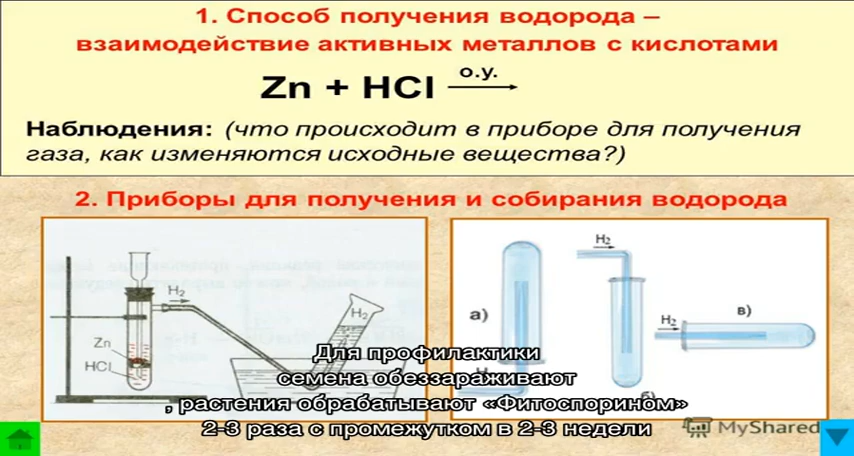 1. Способ получения водорода –
взаимодействие активных металлов с кислотами
Zn + HCl о.у.
Наблюдения: (что происходит в приборе для получения
газа, как изменяются исходные вещества?)
2. Приборы для получения и собирания водорода
H₂
H₂
Zn
HCl
H₂
а)
H₂
в)
H
б)
Для профилактики
семена обеззараживают
, растения обрабатывают «Фитоспорином»
2-3 раза с промежутком в 2-3 недели
MyShared